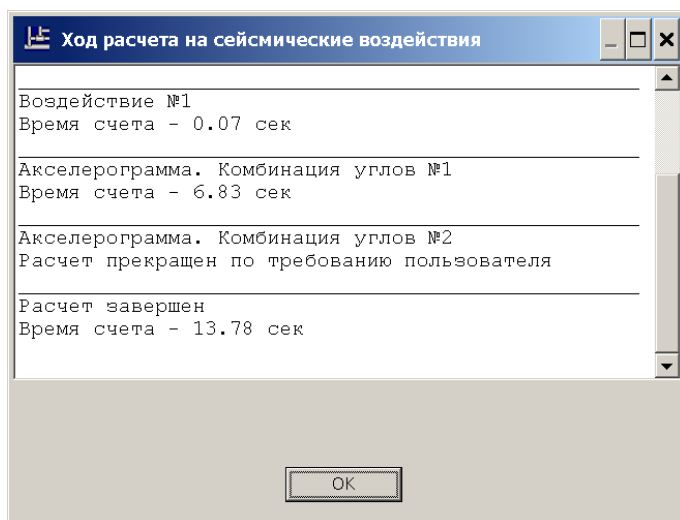 Ход расчета на сейсмические воздействия
Воздействие №1
Время счета - 0.07 сек
Акселерограмма. Комбинация углов №1
Время счета - 6.83 сек
Акселерограмма. Комбинация углов №2
Расчет прекращен по требованию пользователя
Расчет завершен
Время счета - 13.78 сек
OK